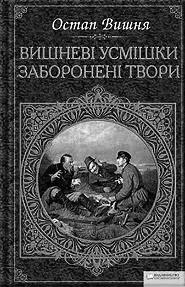 Остап Вишня
ВИШНЕВІ УСМІШКИ
ЗАБОРОНЕНІ ТВОРИ